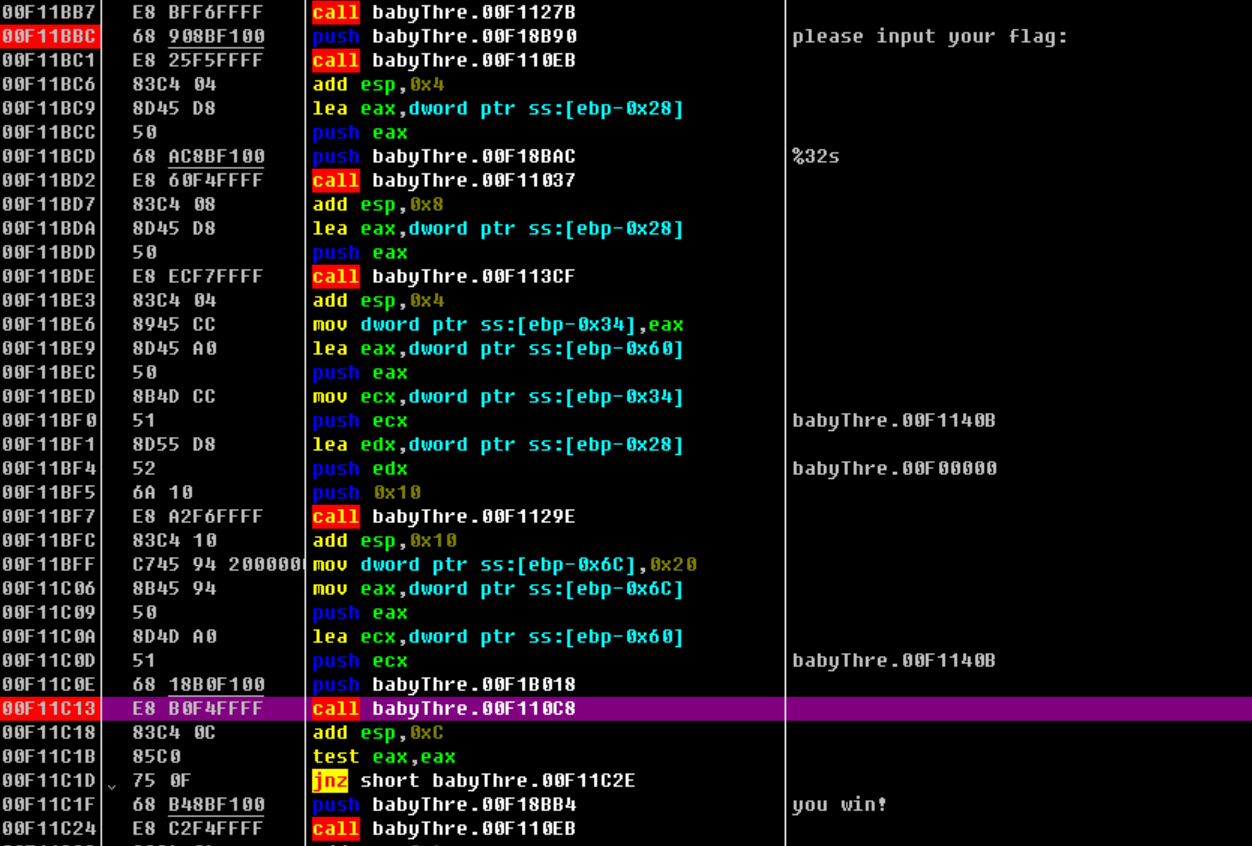 00F11BB7 E8 BFF6FFFF call babyThre.00F1127B
00F11BBC 68 908BF100 push babyThre.00F18B90 please input your flag:
00F11BC1 E8 25F5FFFF call babyThre.00F110EB
00F11BC6 83C4 04 add esp,0x4
00F11BC9 8D45 D8 lea eax,dword ptr ss:[ebp-0x28]
00F11BCC 50 push eax
00F11BCD 68 AC8BF100 push babyThre.00F18BAC %32s
00F11BD2 E8 60F4FFFF call babyThre.00F11037
00F11BD7 83C4 08 add esp,0x8
00F11BDA 8D45 D8 lea eax,dword ptr ss:[ebp-0x28]
00F11BDD 50 push eax
00F11BDE E8 ECF7FFFF call babyThre.00F113CF
00F11BE3 83C4 04 add esp,0x4
00F11BE6 8945 CC mov dword ptr ss:[ebp-0x34],eax
00F11BE9 8D45 A0 lea eax,dword ptr ss:[ebp-0x60]
00F11BEC 50 push eax
00F11BED 8B4D CC mov ecx,dword ptr ss:[ebp-0x34]
00F11BF0 51 push ecx babyThre.00F1140B
00F11BF1 8D55 D8 lea edx,dword ptr ss:[ebp-0x28]
00F11BF4 52 push edx babyThre.00F00000
00F11BF5 6A 10 push 0x10
00F11BF7 E8 A2F6FFFF call babyThre.00F1129E
00F11BFC 83C4 10 add esp,0x10
00F11BFF C745 94 2000000 mov dword ptr ss:[ebp-0x6C],0x20
00F11C06 8B45 94 mov eax,dword ptr ss:[ebp-0x6C]
00F11C09 50 push eax
00F11C0A 8D4D A0 lea ecx,dword ptr ss:[ebp-0x60]
00F11C0D 51 push ecx babyThre.00F1140B
00F11C0E 68 18B0F100 push babyThre.00F1B018
00F11C13 E8 B0F4FFFF call babyThre.00F110C8
00F11C18 83C4 0C add esp,0xC
00F11C1B 85C0 test eax,eax
00F11C1D 75 0F jnz short babyThre.00F11C2E
00F11C1F 68 B48BF100 push babyThre.00F18BB4 you win!
00F11C24 E8 C2F4FFFF call babyThre.00F110EB